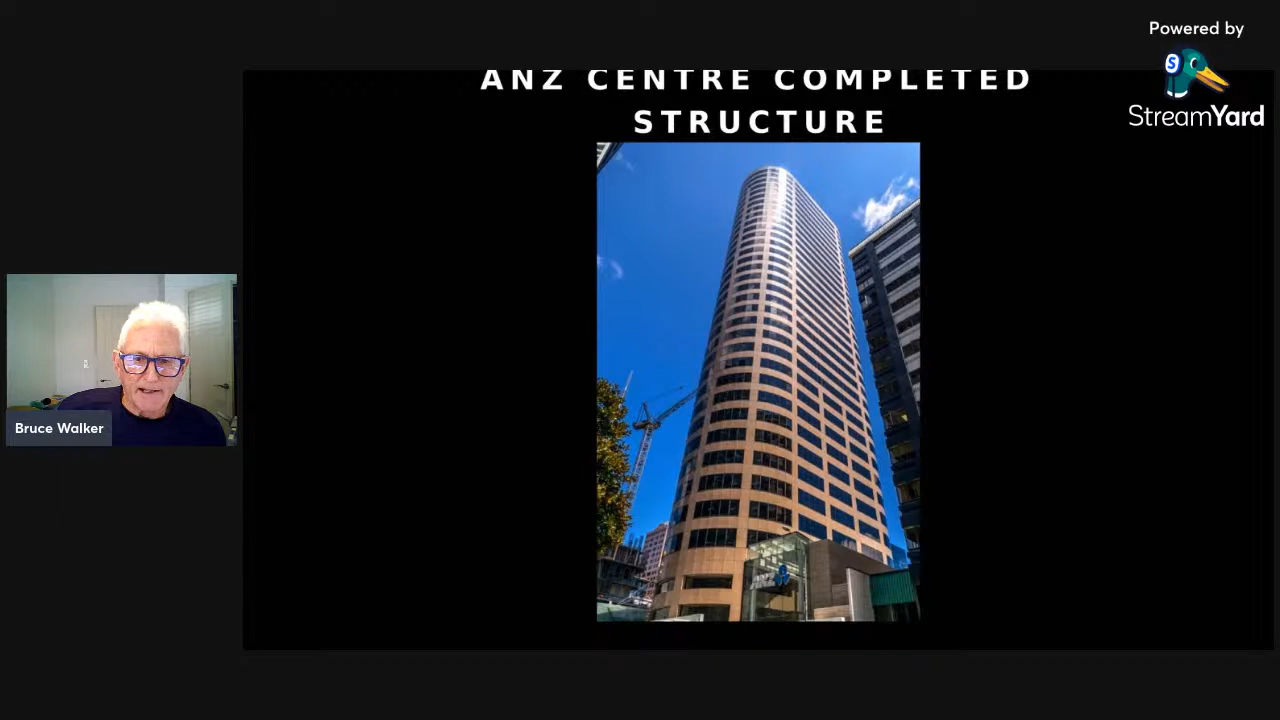 Powered by
StreamYard
ANZ CENTRE COMPLETED
STRUCTURE
Bruce Walker